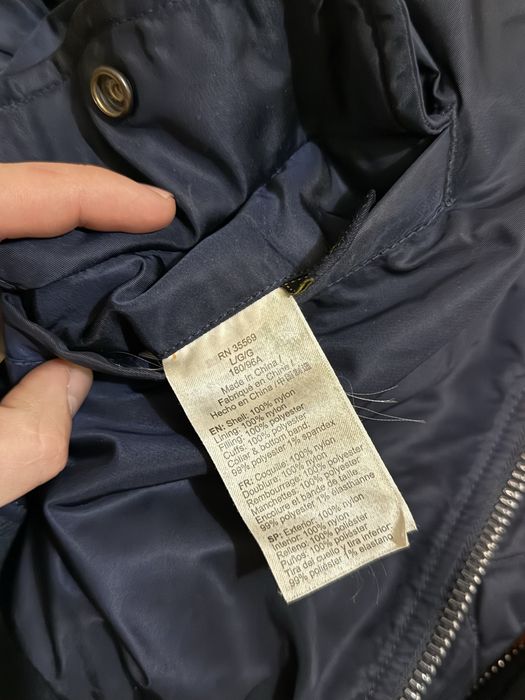 RN 35569
L/G/G
180/96A
Made in China /
Fabriqué en Chine /
Hecho en China / 中国制造
EN: Shell: 100% nylon
Lining: 100% nylon
Filling: 100% polyester
Cuffs: 100% polyester
Collar & bottom band:
99% polyester 1% spandex
FR: Coquille: 100% nylon
Doublure: 100% nylon
Rembourrage: 100% polyester
Manchettes: 100% polyester
Encolure et bande de taille:
99% polyester 1% élasthanne
SP: Exterior: 100% nylon
Interior: 100% nylon
Relleno: 100% poliéster
Puños: 100% poliéster
Tira del cuello / tira inferior:
99% poliéster 1% elastano